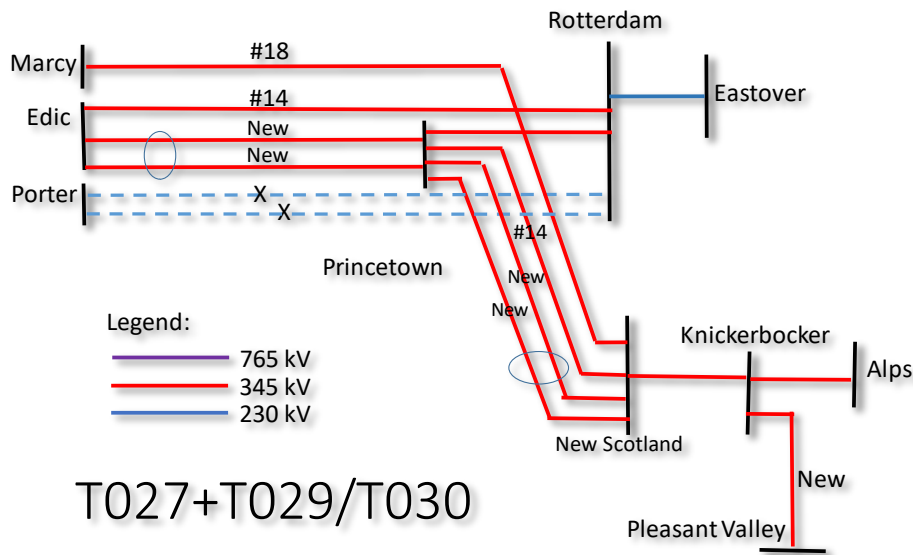 Rotterdam
#18
Marcy
Eastover
#14
Edic
New
New
Porter
X
X
#14
Princetown
New
New
Legend:
765 kV
345 kV
230 kV
Knickerbocker
Alps
New Scotland
New
T027+T029/T030
Pleasant Valley